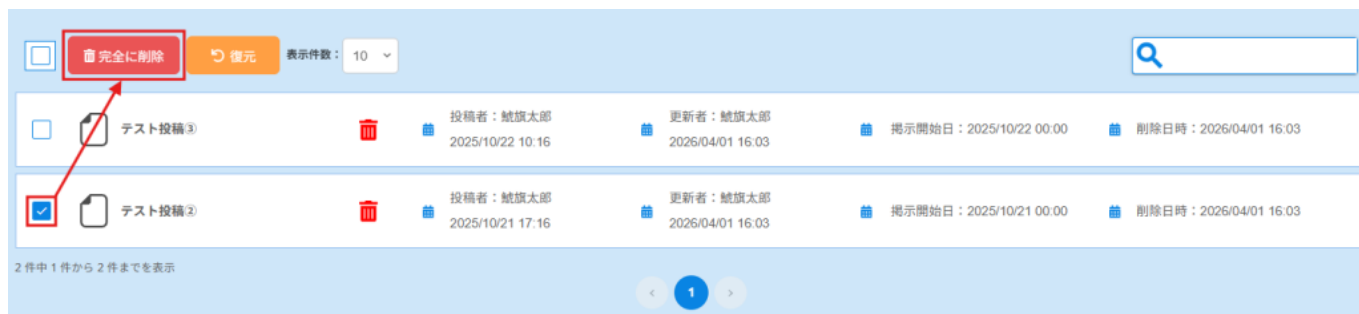 完全に削除 復元 表示件数： 10
テスト投稿③ 投稿者：鯱旗太郎 更新者：鯱旗太郎 掲示開始日：2025/10/22 00:00 削除日時：2026/04/01 16:03
2025/10/22 10:16 2026/04/01 16:03
テスト投稿② 投稿者：鯱旗太郎 更新者：鯱旗太郎 掲示開始日：2025/10/21 00:00 削除日時：2026/04/01 16:03
2025/10/21 17:16 2026/04/01 16:03
2 件中 1 件から 2 件までを表示
‹ 1 ›